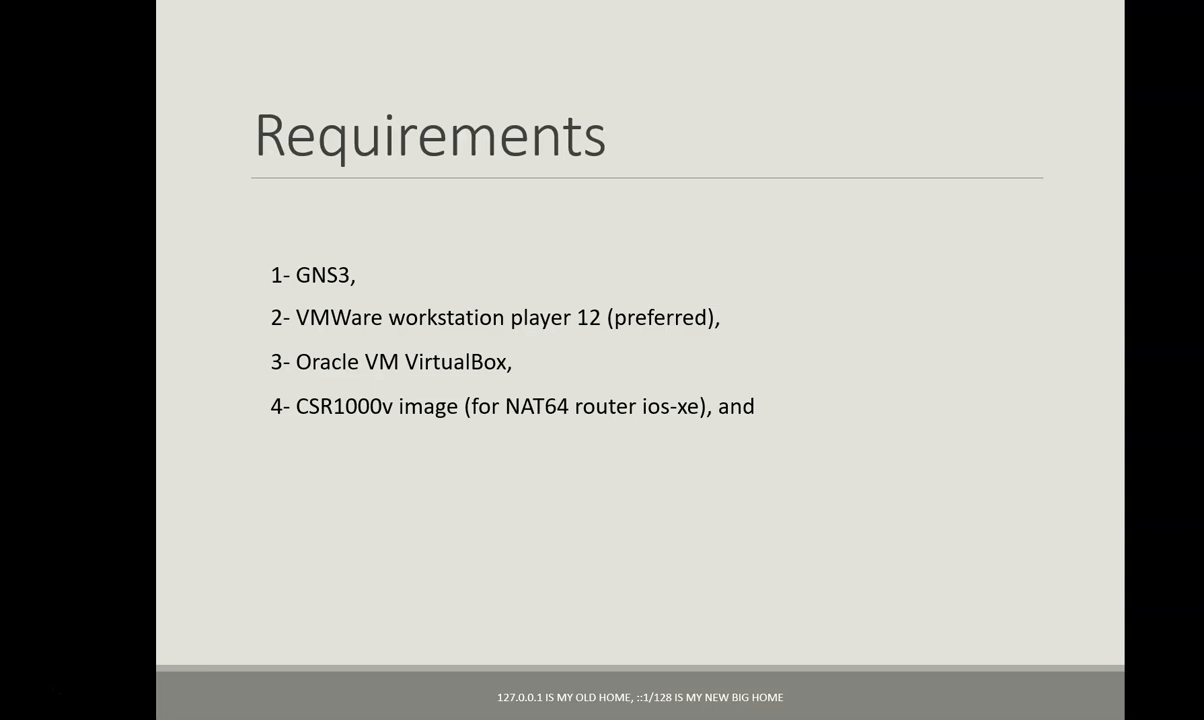 Requirements
1- GNS3,
2- VMWare workstation player 12 (preferred),
3- Oracle VM VirtualBox,
4- CSR1000v image (for NAT64 router ios-xe), and
127.0.0.1 IS MY OLD HOME, ::1/128 IS MY NEW BIG HOME